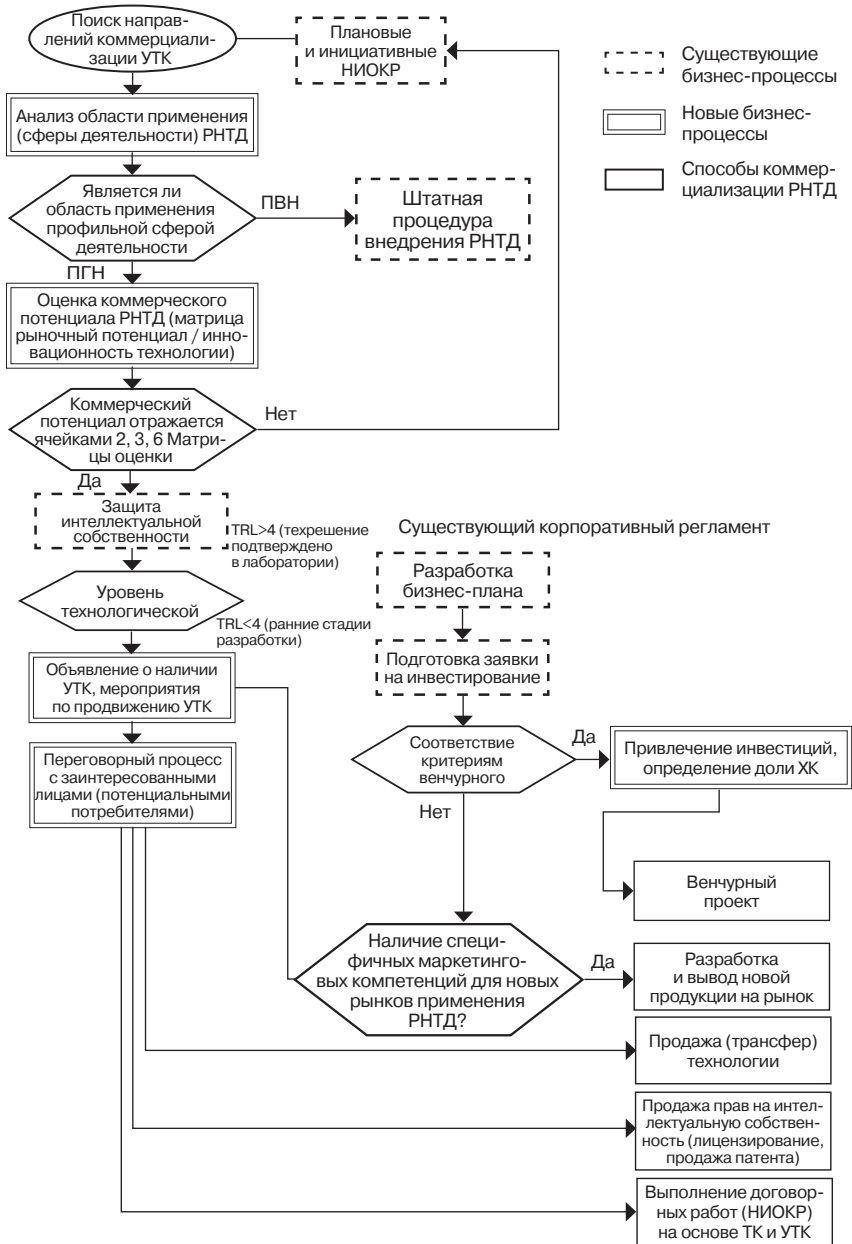 Поиск направ-
лений коммерциали-
зации УТК
Плановые
и инициативные
НИОКР
Существующие
бизнес-процессы
Новые бизнес-
процессы
Способы коммер-
циализации РНТД
Анализ области применения
(сферы деятельности) РНТД
Является ли
область применения
профильной сферой
деятельности
ПВН
Штатная
процедура
внедрения РНТД
ПГН
Оценка коммерческого
потенциала РНТД (матрица
рыночный потенциал / инно-
вационность технологии)
Коммерческий
потенциал отражается
ячейками 2, 3, 6 Матри-
цы оценки
Нет
Да
Защита
интеллектуальной
собственности
TRL>4 (техрешение
подтверждено
в лаборатории)
Уровень
технологической
TRL<4 (ранние стадии
разработки)
Объявление о наличии
УТК, мероприятия
по продвижению УТК
Переговорный процесс
с заинтересованными
лицами (потенциальными
потребителями)
Существующий корпоративный регламент
Разработка
бизнес-плана
Подготовка заявки
на инвестирование
Соответствие
критериям
венчурного
Да
Привлечение инвестиций,
определение доли ХК
Нет
Венчурный
проект
Наличие специ-
фичных маркетинго-
вых компетенций для новых
рынков применения
РНТД?
Да
Разработка
и вывод новой
продукции на рынок
Продажа (трансфер)
технологии
Продажа прав на интел-
лектуальную собствен-
ность (лицензирование,
продажа патента)
Выполнение договор-
ных работ (НИОКР)
на основе ТК и УТК